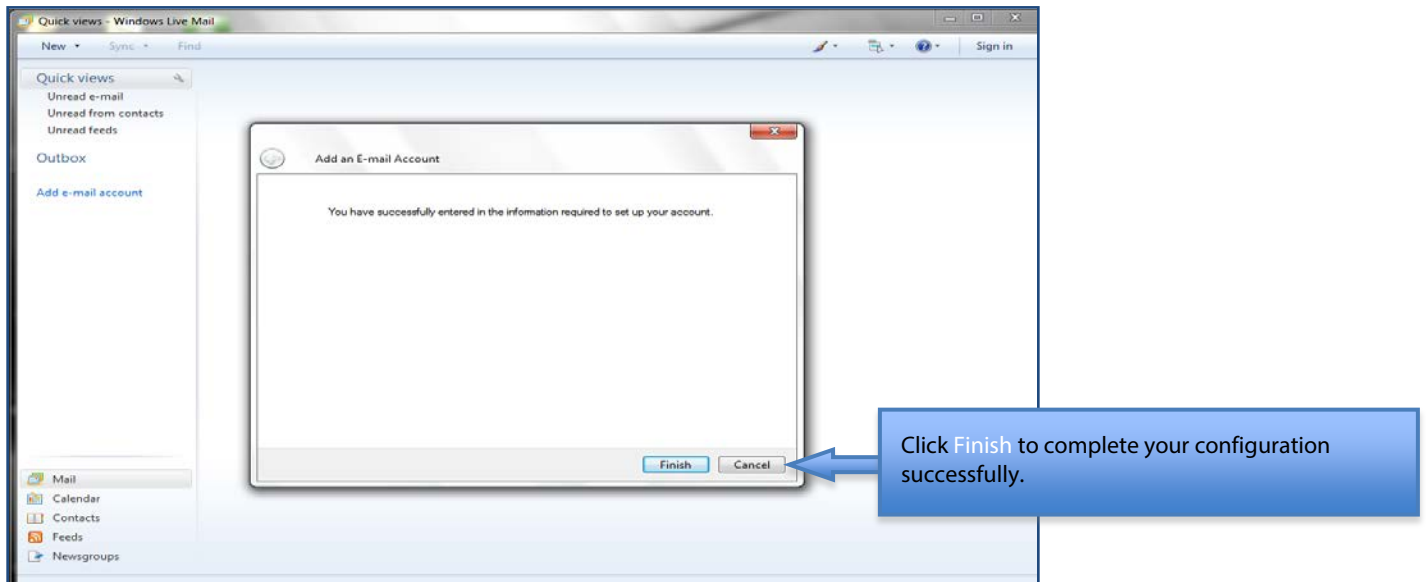 Quick views - Windows Live Mail
New Sync Find Sign in
Quick views
Unread e-mail
Unread from contacts
Unread feeds
Outbox
Add e-mail account
Add an E-mail Account
You have successfully entered in the information required to set up your account.
Finish Cancel
Click Finish to complete your configuration
successfully.
Mail
Calendar
Contacts
Feeds
Newsgroups